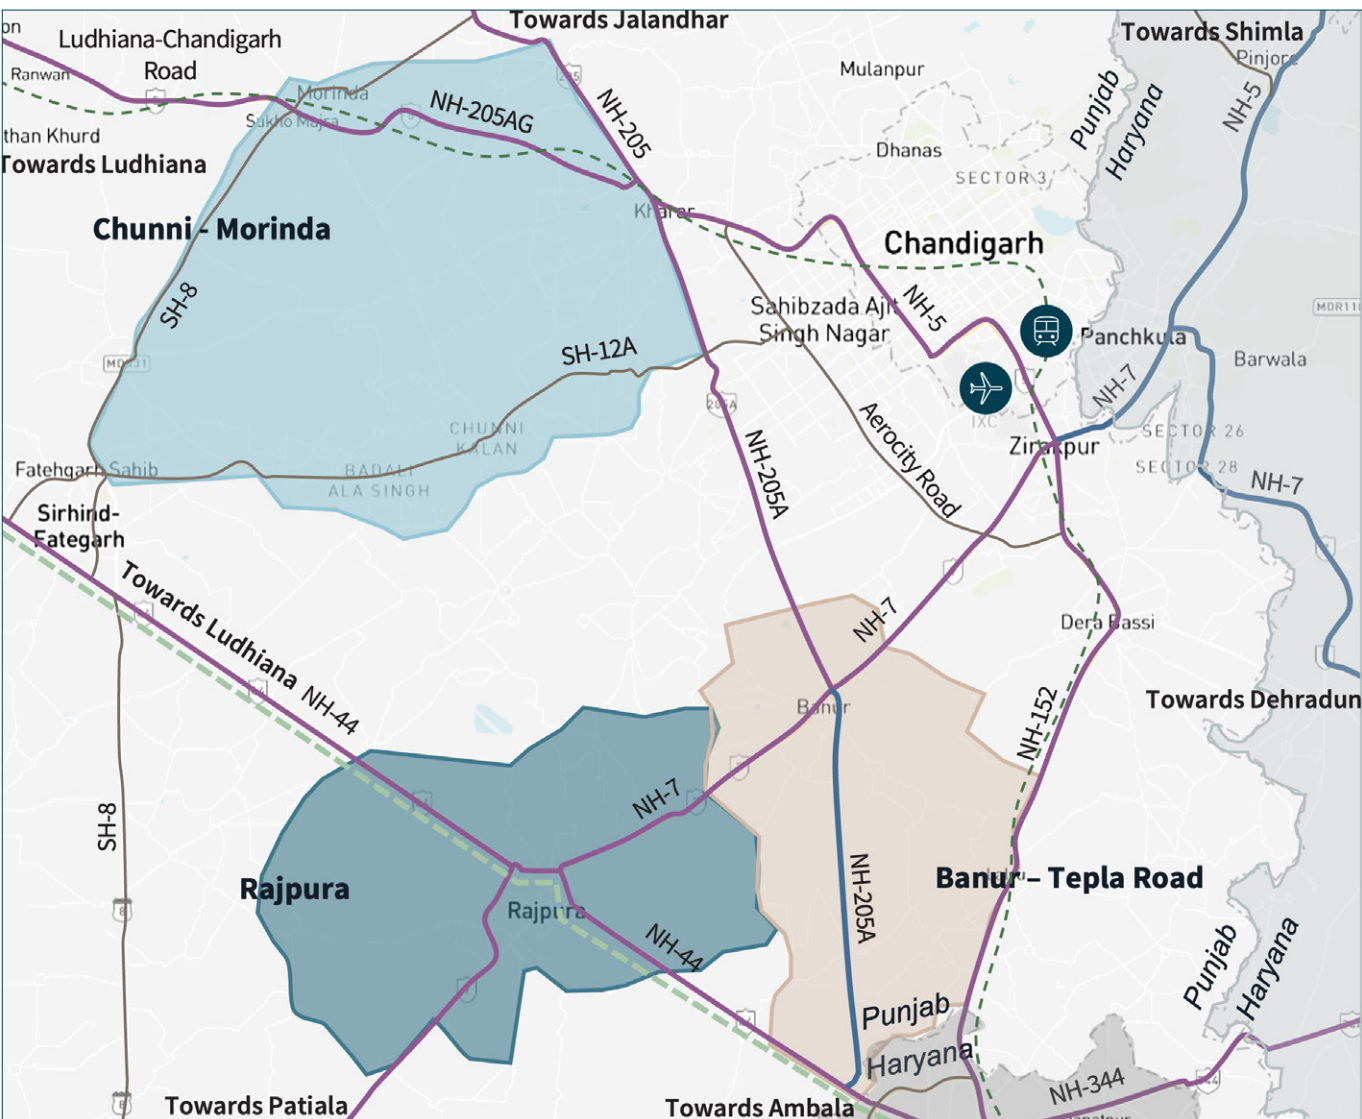 Towards Jalandhar
Towards Shimla
Pinjore
Ludhiana-Chandigarh
Road
Ranwan
Mulanpur
Punjab
Haryana
NH-5
205
Morinda
Sukho Majra
5
5
NH-205AG
NH-205
than Khurd
Towards Ludhiana
Dhanas
SECTOR 3
Kharar
Chunni - Morinda
Chandigarh
SH-8
Sahibzada Ajit
Singh Nagar
NH-5
Panchkula
Barwala
SH-12A
NH-7
IXC
205A
CHUNNI
KALAN
Aerocity Road
Zirakpur
SECTOR 26
SECTOR 28
NH-7
Fatehgarh Sahib
BADALI
ALA SINGH
NH-205A
Sirhind-
Fategarh
Towards Ludhiana
NH-44
NH-7
Dera Bassi
Towards Dehradun
Banur
NH-152
NH-7
SH-8
Rajpura
Rajpura
NH-205A
Banur – Tepla Road
NH-44
8
Punjab
Haryana
Punjab
Haryana
NH-344
Towards Patiala
Towards Ambala